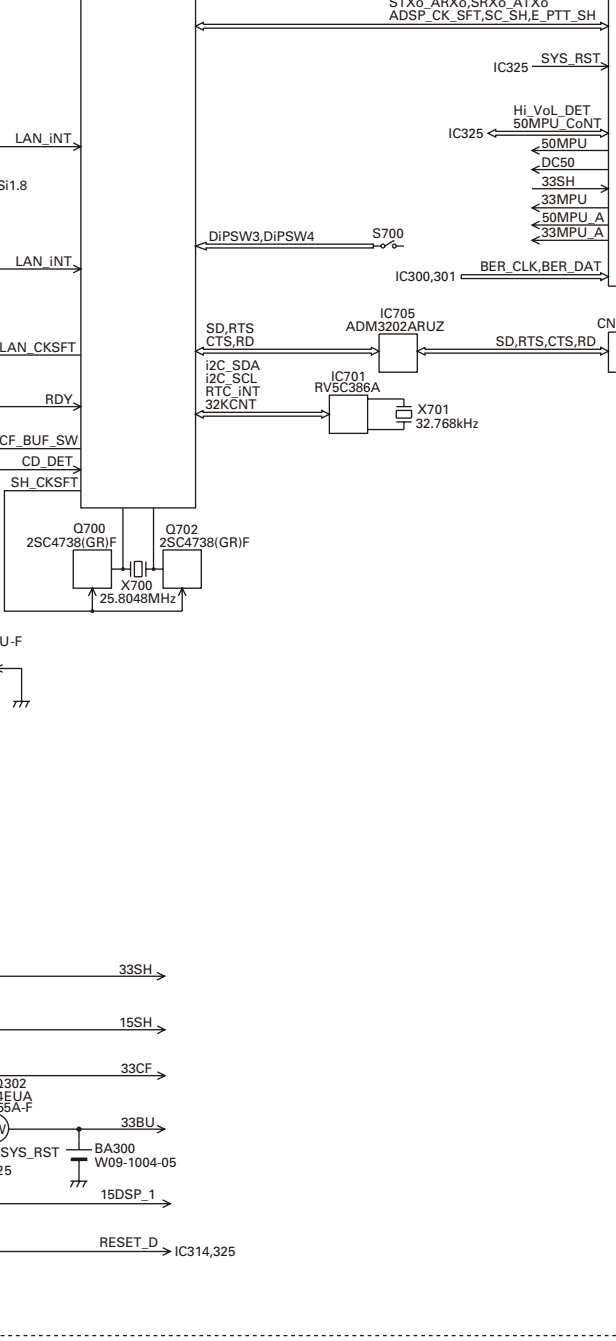 STXo_ARXo,SRXo_ATXo
ADSP_CK_SFT,SC_SH,E_PTT_SH
SYS_RST
IC325
Hi_VoL_DET
50MPU_CoNT
IC325
50MPU
DC50
33SH
33MPU
50MPU_A
33MPU_A
LAN_iNT
Si1.8
DiPSW3,DiPSW4
S700
LAN_iNT
BER_CLK,BER_DAT
IC300,301
IC705
ADM3202ARUZ
SD,RTS
CTS,RD
SD,RTS,CTS,RD
CN
LAN_CKSFT
i2C_SDA
i2C_SCL
RTC_iNT
32KCNT
IC701
RV5C386A
X701
32.768kHz
RDY
CF_BUF_SW
CD_DET
SH_CKSFT
Q700
2SC4738(GR)F
Q702
2SC4738(GR)F
X700
25.8048MHz
U-F
33SH
15SH
33CF
Q302
4EUA
55A-F
33BU
SYS_RST
25
BA300
W09-1004-05
15DSP_1
RESET_D
IC314,325